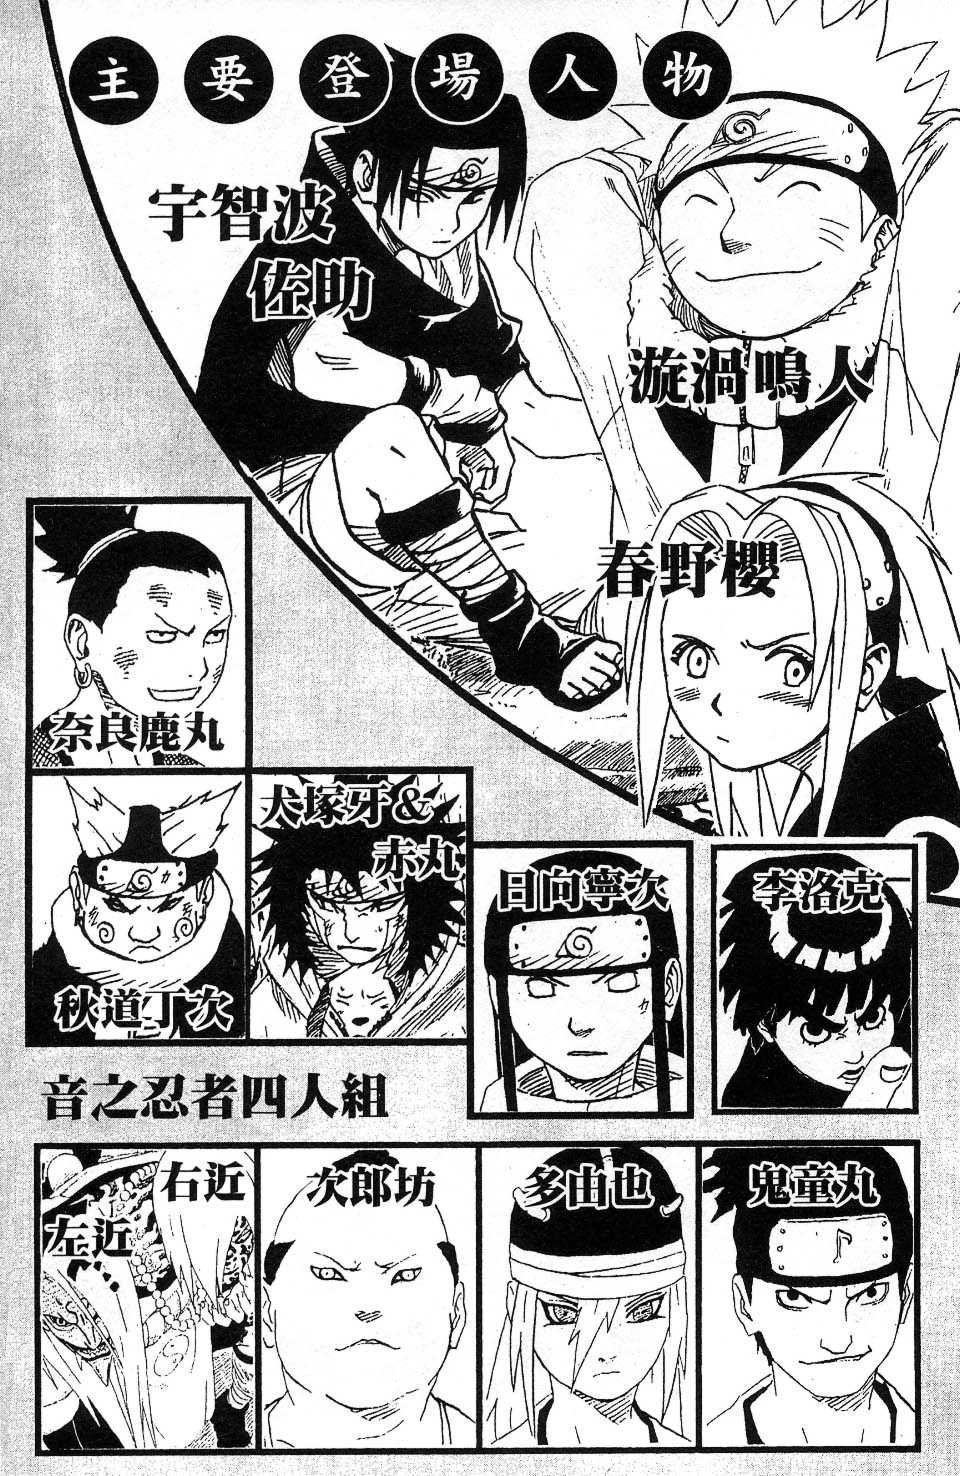 主要登場人物
宇智波
佐助
漩渦鳴人
春野櫻
奈良鹿丸
犬塚牙&
赤丸
秋道丁次
日向寧次
李洛克
音之忍者四人組
右近
左近
次郎坊
多由也
鬼童丸